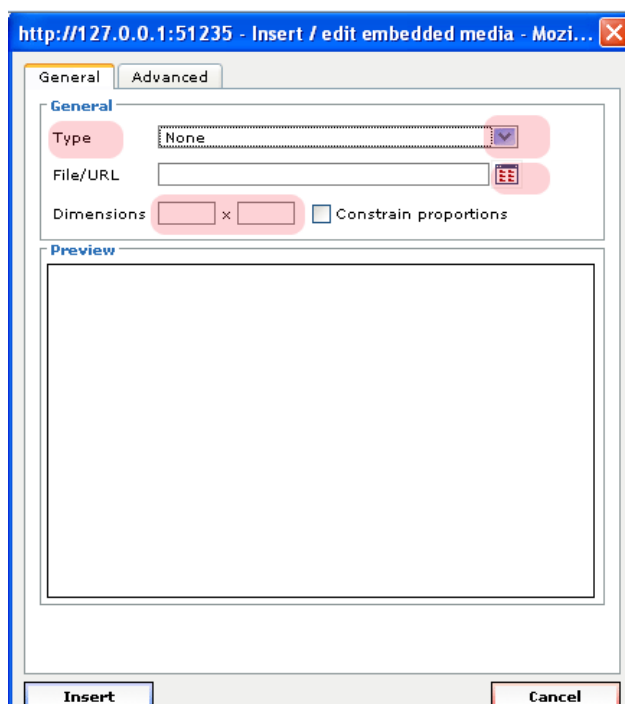 http://127.0.0.1:51235 - Insert / edit embedded media - Mozi...
General Advanced
General
Type None
File/URL
Dimensions x Constrain proportions
Preview
Insert Cancel